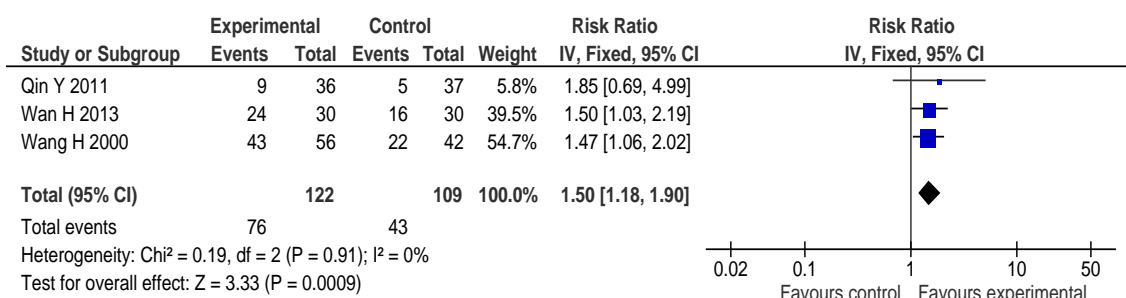 Experimental Control Risk Ratio Risk Ratio
Study or Subgroup Events Total Events Total Weight IV, Fixed, 95% CI IV, Fixed, 95% CI
Qin Y 2011 9 36 5 37 5.8% 1.85 [0.69, 4.99]
Wan H 2013 24 30 16 30 39.5% 1.50 [1.03, 2.19]
Wang H 2000 43 56 22 42 54.7% 1.47 [1.06, 2.02]
Total (95% CI) 122 109 100.0% 1.50 [1.18, 1.90]
Total events 76 43
Heterogeneity: Chi² = 0.19, df = 2 (P = 0.91); I² = 0%
Test for overall effect: Z = 3.33 (P = 0.0009)
0.02 0.1 1 10 50
Favours control Favours experimental